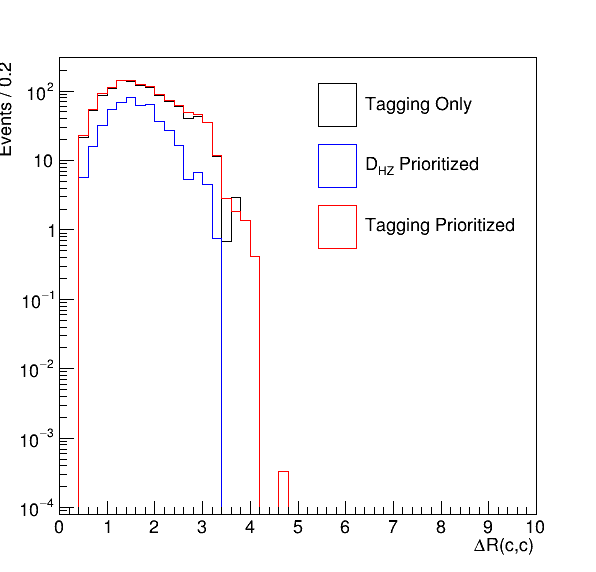 Events / 0.2
10²
10
1
10⁻¹
10⁻²
10⁻³
10⁻⁴
Tagging Only
D_HZ Prioritized
Tagging Prioritized
0 1 2 3 4 5 6 7 8 9 10
ΔR(c,c)